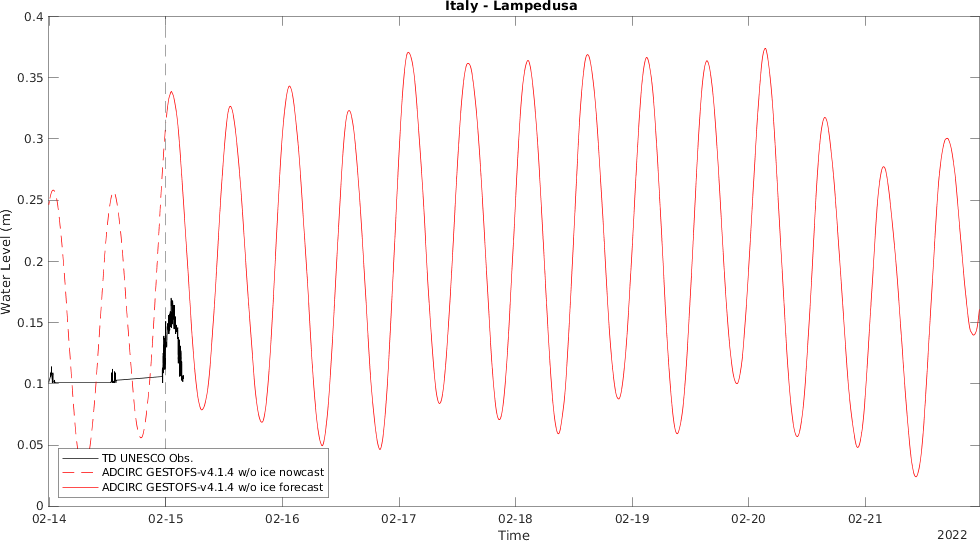 Italy - Lampedusa
0.4
0.35
0.3
0.25
0.2
0.15
0.1
0.05
0
Water Level (m)
TD UNESCO Obs.
ADCIRC GESTOFS-v4.1.4 w/o ice nowcast
ADCIRC GESTOFS-v4.1.4 w/o ice forecast
02-14 02-15 02-16 02-17 02-18 02-19 02-20 02-21
Time
2022